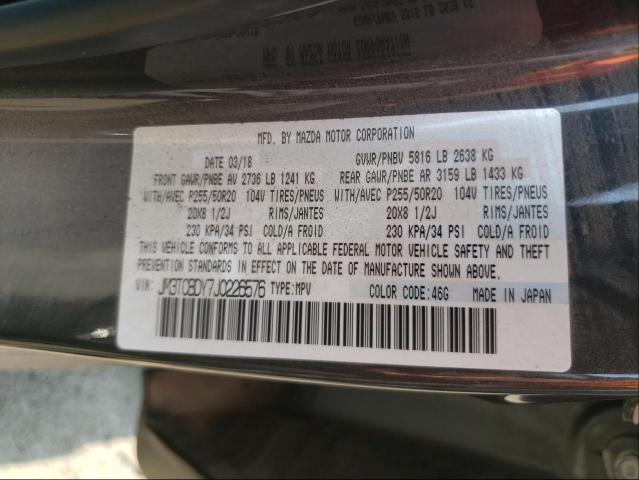 MFD. BY MAZDA MOTOR CORPORATION
DATE 03/18 GVWR/PNBV 5816 LB 2638 KG
FRONT GAWR/PNBE AV 2736 LB 1241 KG REAR GAWR/PNBE AR 3159 LB 1433 KG
WITH/AVEC P255/50R20 104V TIRES/PNEUS WITH/AVEC P255/50R20 104V TIRES/PNEUS
20X8 1/2J RIMS/JANTES 20X8 1/2J RIMS/JANTES
230 KPA/34 PSI COLD/A FROID 230 KPA/34 PSI COLD/A FROID
THIS VEHICLE CONFORMS TO ALL APPLICABLE FEDERAL MOTOR VEHICLE SAFETY AND THEFT
PREVENTION STANDARDS IN EFFECT ON THE DATE OF MANUFACTURE SHOWN ABOVE.
VIN: JM3TCBDY7J0226576 TYPE:MPV COLOR CODE:46G MADE IN JAPAN